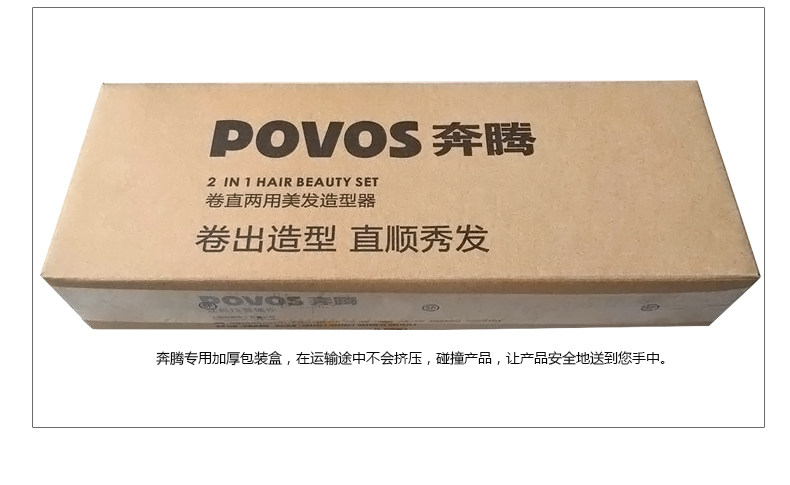 POVOS 奔腾
2 IN 1 HAIR BEAUTY SET
卷直两用美发造型器
卷出造型 直顺秀发
POVOS 奔腾
奔腾专用加厚包装盒，在运输途中不会挤压，碰撞产品，让产品安全地送到您手中。